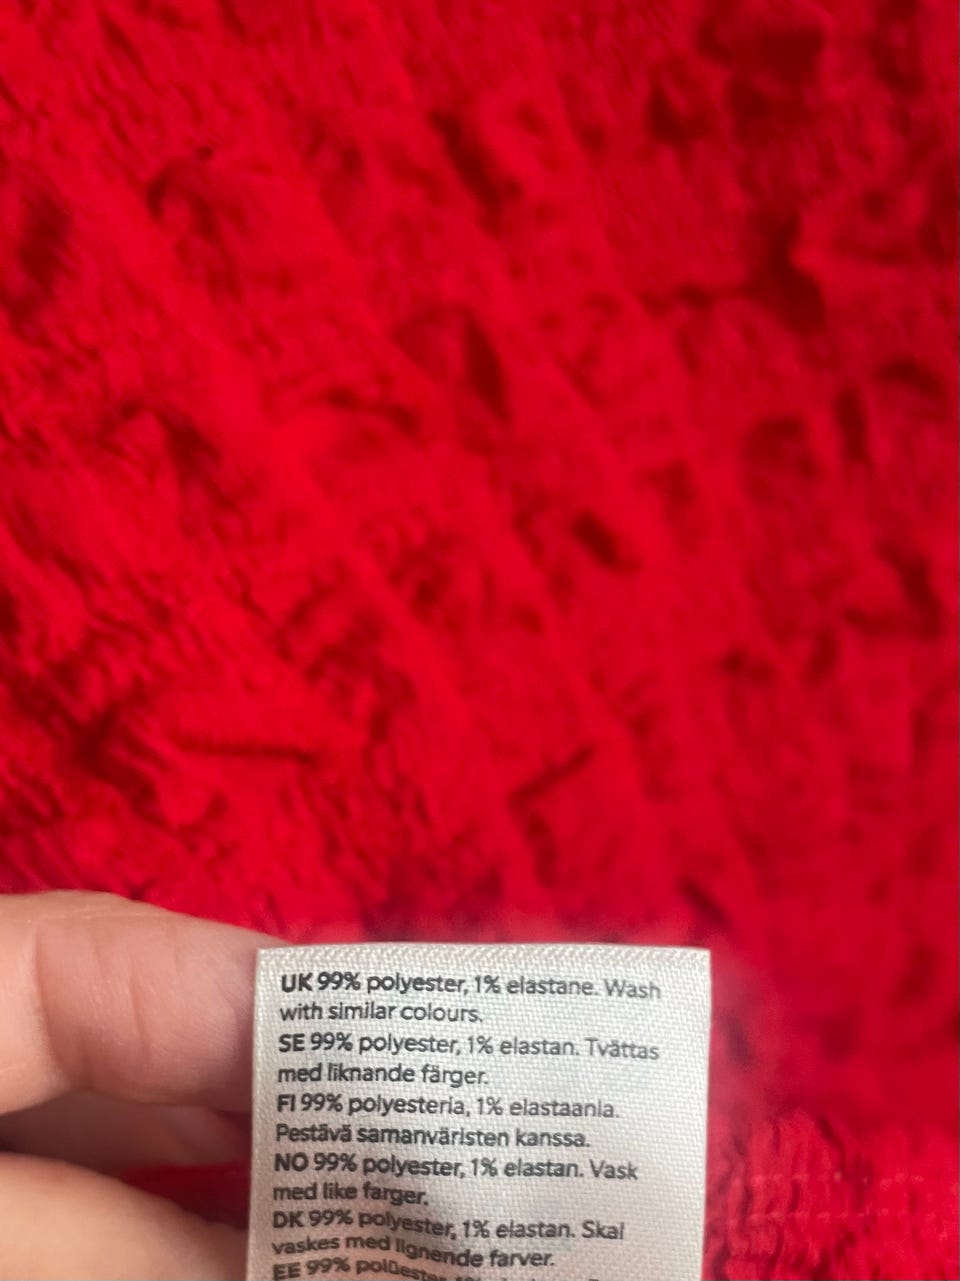 UK 99% polyester, 1% elastane. Wash
with similar colours.
SE 99% polyester, 1% elastan. Tvättas
med liknande färger.
FI 99% polyesteria, 1% elastaania.
Pestävä samanväristen kanssa.
NO 99% polyester, 1% elastan. Vask
med like farger.
DK 99% polyester, 1% elastan. Skal
vaskes med lignende farver.
EE 99%